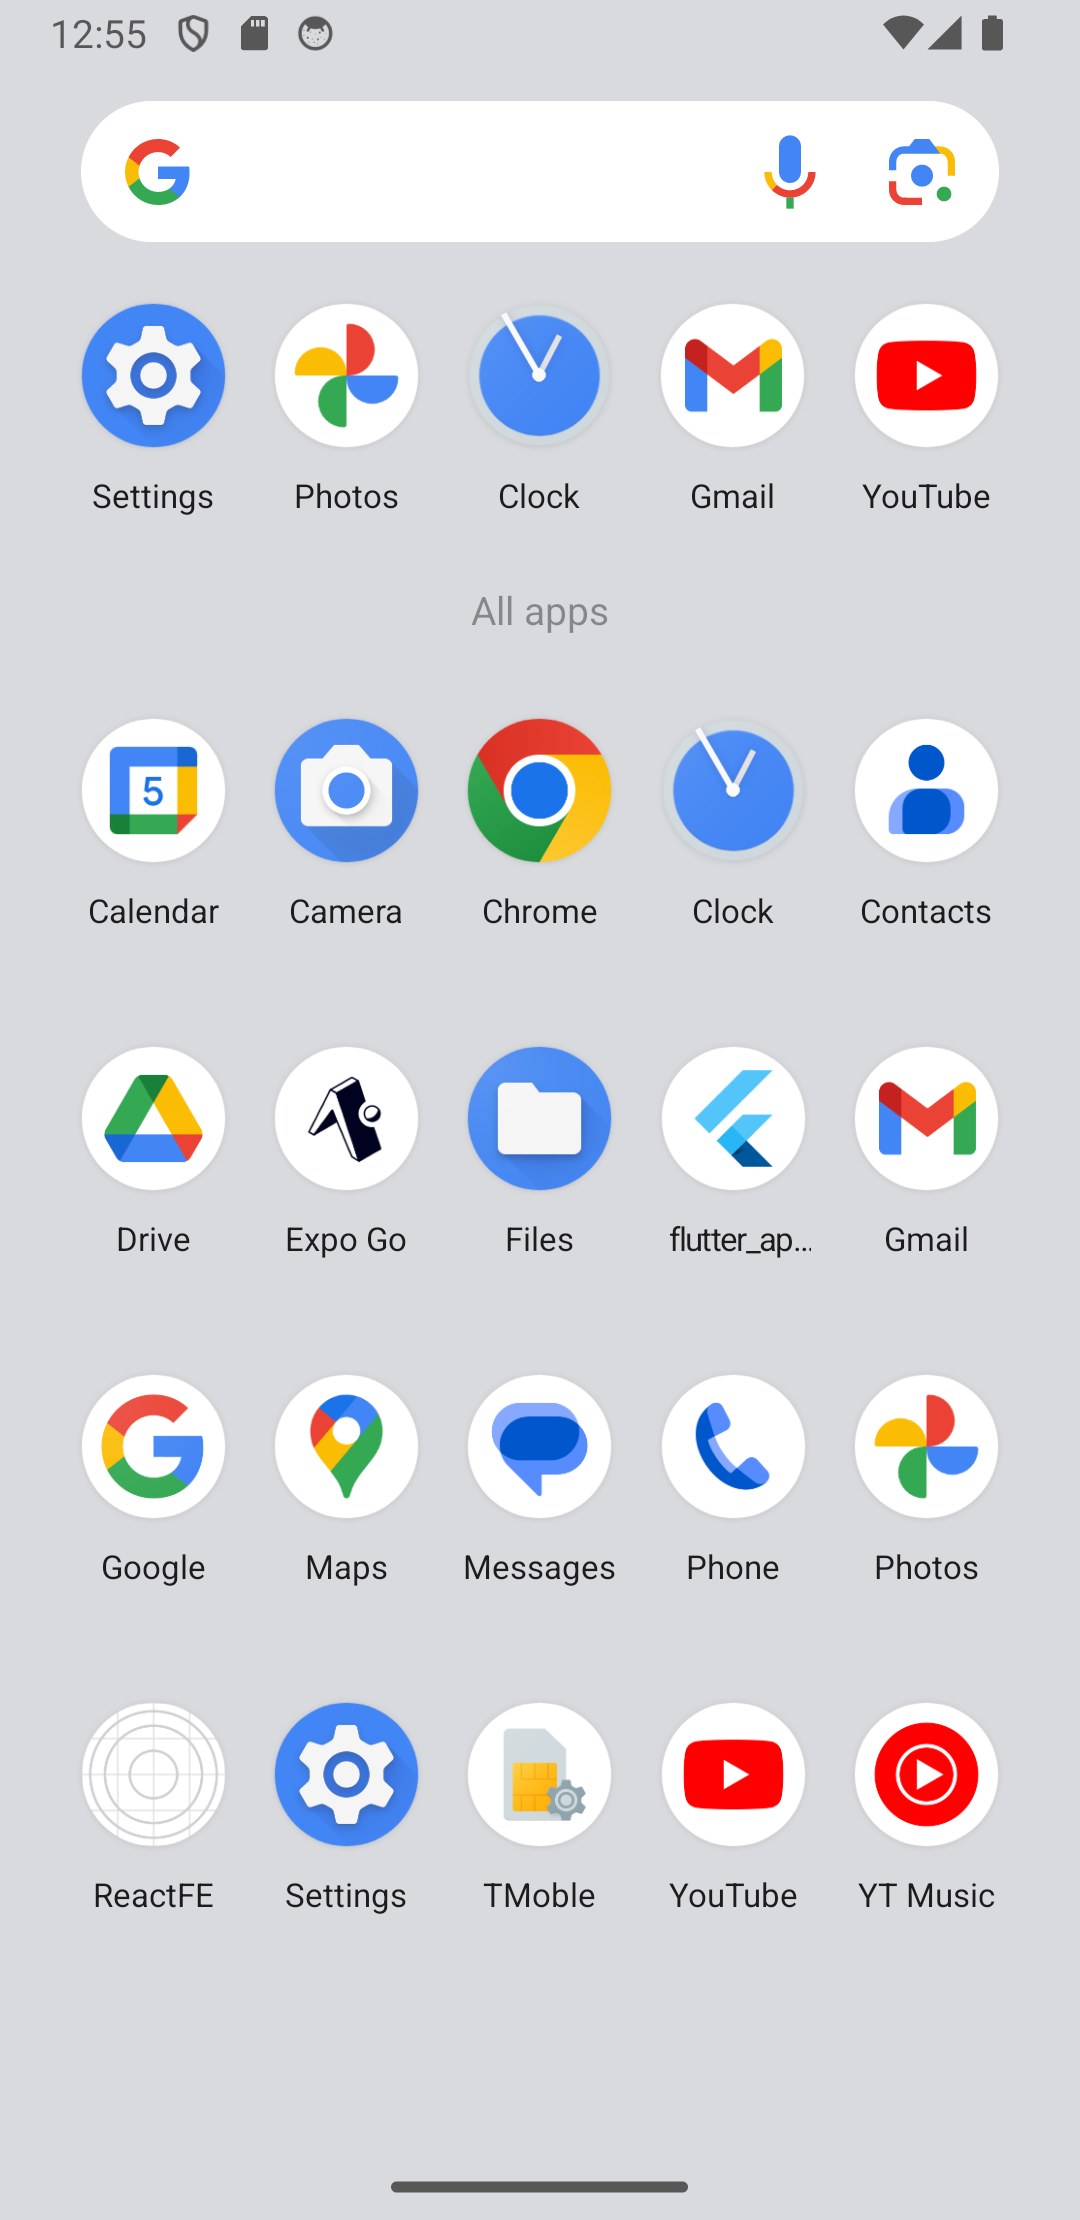 12:55
Settings Photos Clock Gmail YouTube
All apps
5
Calendar Camera Chrome Clock Contacts
Drive Expo Go Files flutter_ap... Gmail
Google Maps Messages Phone Photos
ReactFE Settings TMoble YouTube YT Music